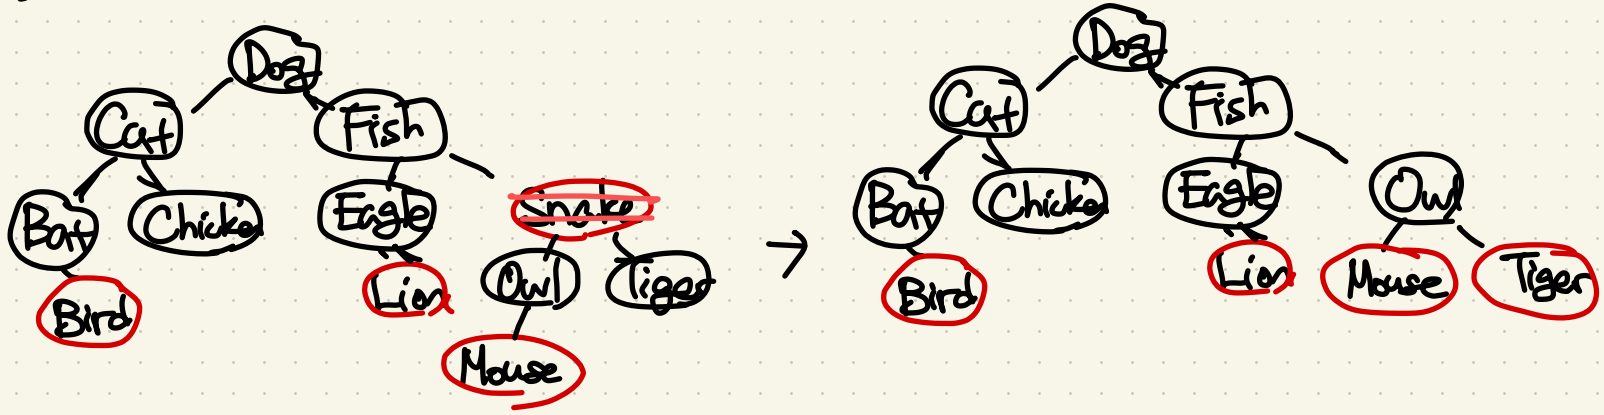 Dog
Cat Fish
Bat Chicken Eagle Snake
Bird Lion Owl Tiger
Mouse
Dog
Cat Fish
Bat Chicken Eagle Owl
Bird Lion Mouse Tiger